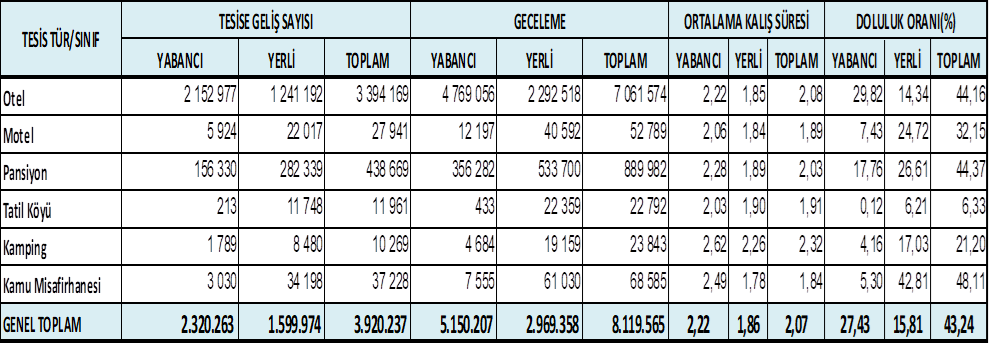 TESİS TÜR/SINIF TESİSE GELİŞ SAYISI GECELEME ORTALAMA KALIŞ SÜRESİ DOLULUK ORANI(%)
YABANCI YERLİ TOPLAM YABANCI YERLİ TOPLAM YABANCI YERLİ TOPLAM YABANCI YERLİ TOPLAM
Otel 2 152 977 1 241 192 3 394 169 4 769 056 2 292 518 7 061 574 2,22 1,85 2,08 29,82 14,34 44,16
Motel 5 924 22 017 27 941 12 197 40 592 52 789 2,06 1,84 1,89 7,43 24,72 32,15
Pansiyon 156 330 282 339 438 669 356 282 533 700 889 982 2,28 1,89 2,03 17,76 26,61 44,37
Tatil Köyü 213 11 748 11 961 433 22 359 22 792 2,03 1,90 1,91 0,12 6,21 6,33
Kamping 1 789 8 480 10 269 4 684 19 159 23 843 2,62 2,26 2,32 4,16 17,03 21,20
Kamu Misafirhanesi 3 030 34 198 37 228 7 555 61 030 68 585 2,49 1,78 1,84 5,30 42,81 48,11
GENEL TOPLAM 2.320.263 1.599.974 3.920.237 5.150.207 2.969.358 8.119.565 2,22 1,86 2,07 27,43 15,81 43,24